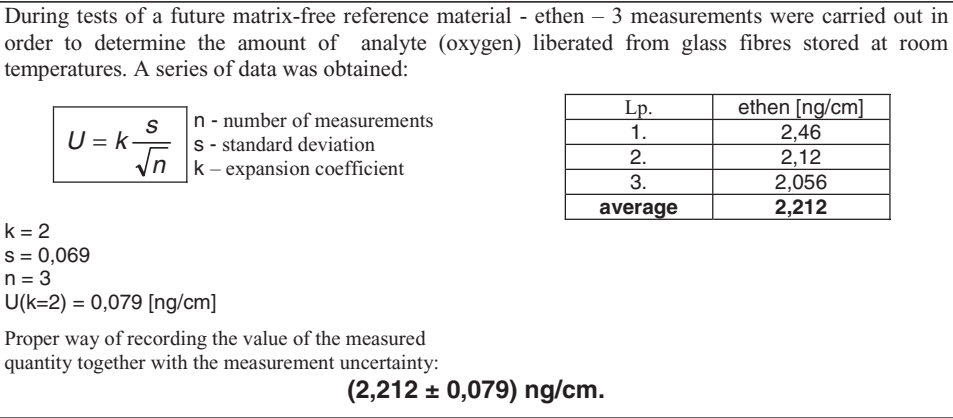 During tests of a future matrix-free reference material - ethen – 3 measurements were carried out in
order to determine the amount of analyte (oxygen) liberated from glass fibres stored at room
temperatures. A series of data was obtained:
U = k s/√n
n - number of measurements
s - standard deviation
k – expansion coefficient
Lp. ethen [ng/cm]
1. 2,46
2. 2,12
3. 2,056
average 2,212
k = 2
s = 0,069
n = 3
U(k=2) = 0,079 [ng/cm]
Proper way of recording the value of the measured
quantity together with the measurement uncertainty:
(2,212 ± 0,079) ng/cm.